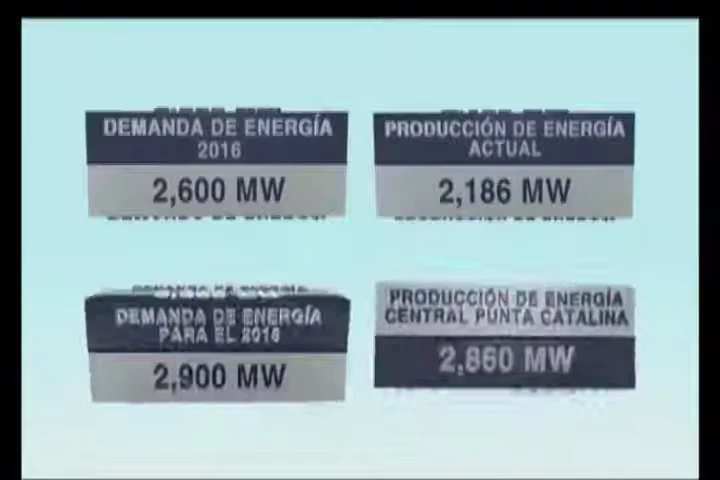 DEMANDA DE ENERGÍA
2016
2,600 MW
PRODUCCIÓN DE ENERGÍA
ACTUAL
2,186 MW
DEMANDA DE ENERGÍA
PARA EL 2018
2,900 MW
PRODUCCIÓN DE ENERGÍA
CENTRAL PUNTA CATALINA
2,860 MW